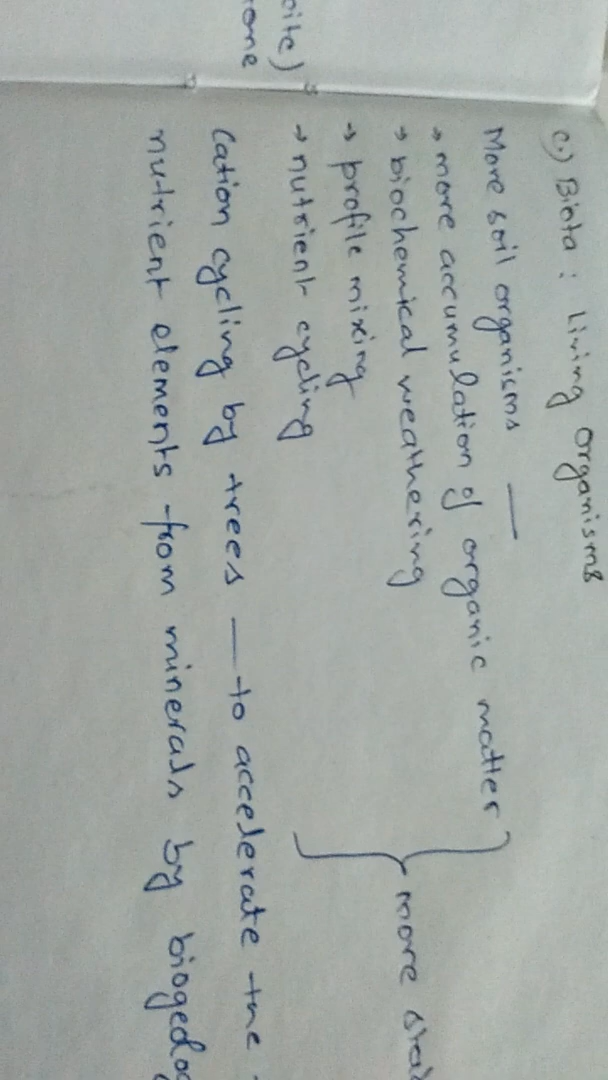 c.) Biota : Living organisms
More soil organisms —
→ more accumulation of organic matter
→ biochemical weathering
→ profile mixing
→ nutrient cycling
more
Cation cycling by trees — to accelerate the
nutrient elements from minerals by